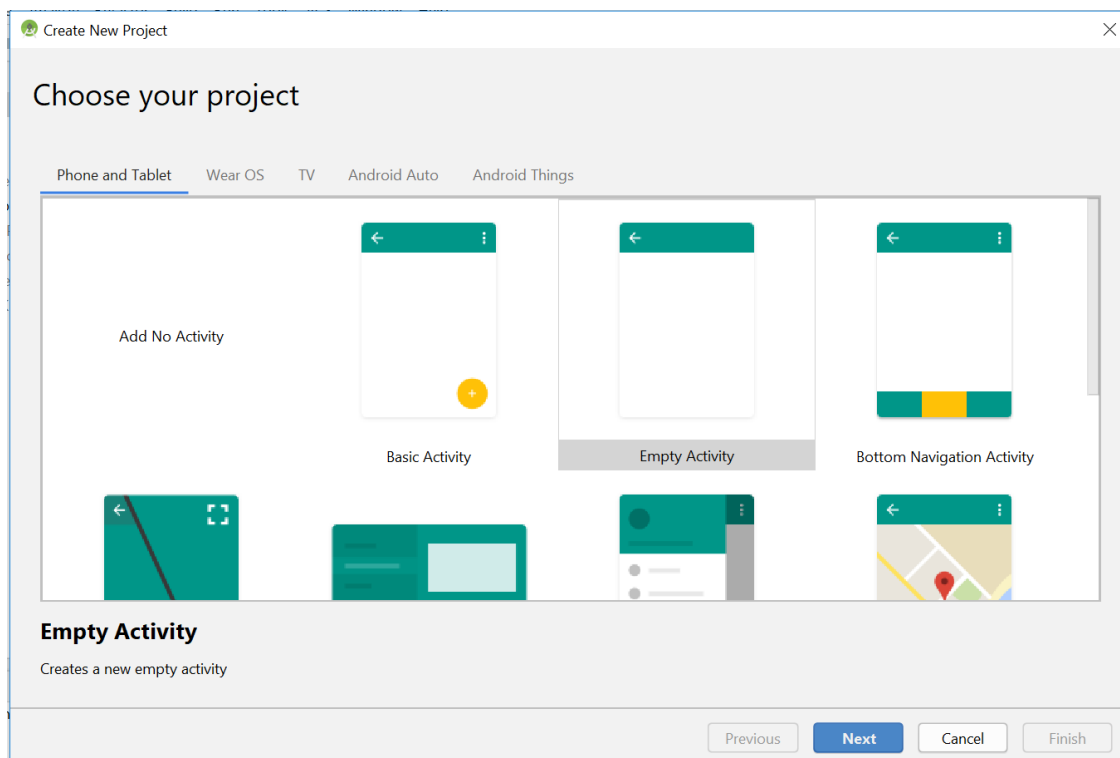 Create New Project
Choose your project
Phone and Tablet Wear OS TV Android Auto Android Things
Add No Activity
Basic Activity
Empty Activity
Bottom Navigation Activity
Empty Activity
Creates a new empty activity
Previous Next Cancel Finish